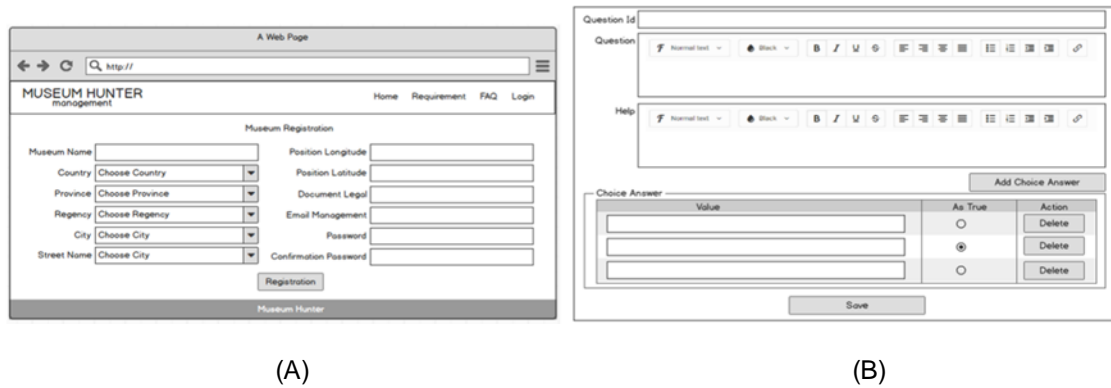 A Web Page
http://
MUSEUM HUNTER
management
Home Requirement FAQ Login
Museum Registration
Museum Name
Country Choose Country
Province Choose Province
Regency Choose Regency
City Choose City
Street Name Choose City
Position Longitude
Position Latitude
Document Legal
Email Management
Password
Confirmation Password
Registration
Museum Hunter
(A)
Question Id
Question
Normal text Black B I U S
Help
Normal text Black B I U S
Add Choice Answer
Choice Answer
Value As True Action
Delete
Delete
Delete
Save
(B)